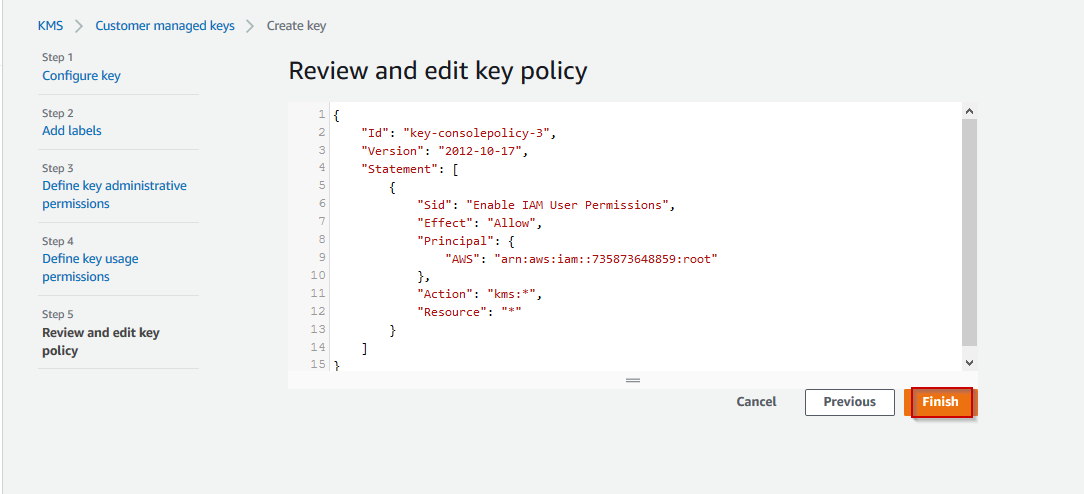 KMS > Customer managed keys > Create key
Step 1
Configure key
Step 2
Add labels
Step 3
Define key administrative
permissions
Step 4
Define key usage
permissions
Step 5
Review and edit key
policy
Review and edit key policy
1 {
2 "Id": "key-consolepolicy-3",
3 "Version": "2012-10-17",
4 "Statement": [
5 {
6 "Sid": "Enable IAM User Permissions",
7 "Effect": "Allow",
8 "Principal": {
9 "AWS": "arn:aws:iam::735873648859:root"
10 },
11 "Action": "kms:*",
12 "Resource": "*"
13 }
14 ]
15 }
Cancel Previous Finish